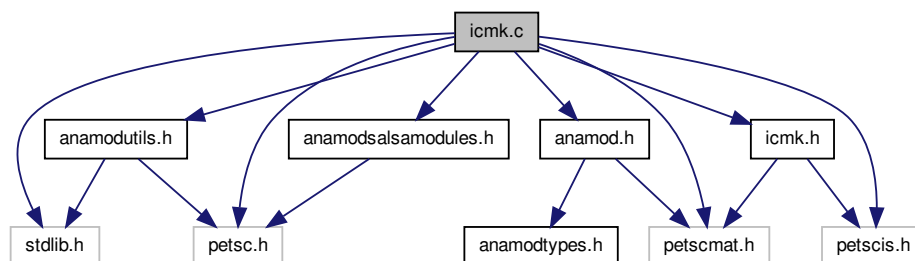 icmk.c
anamodutils.h
anamodsalsamodules.h
anamod.h
icmk.h
stdlib.h
petsc.h
anamodtypes.h
petscmat.h
petscis.h